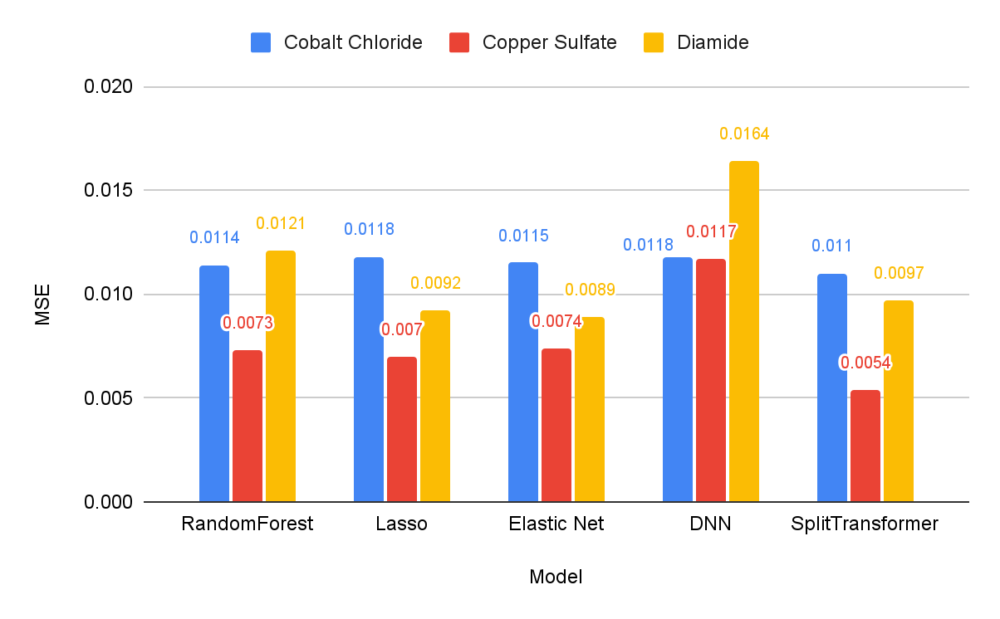 Cobalt Chloride Copper Sulfate Diamide
0.020
0.015
0.010
0.005
0.000
MSE
0.0114 0.0073 0.0121
0.0118 0.007 0.0092
0.0115 0.0074 0.0089
0.0118 0.0117 0.0164
0.011 0.0054 0.0097
RandomForest Lasso Elastic Net DNN SplitTransformer
Model